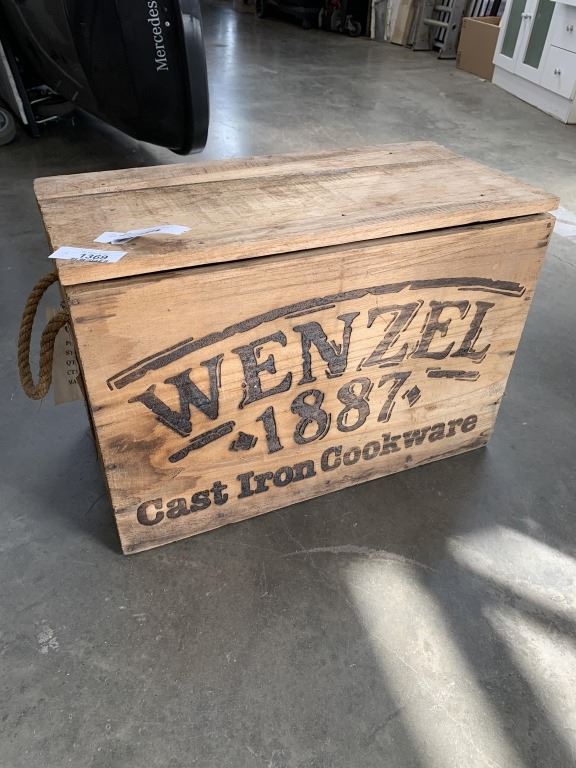 Mercedes
1369
WENZEL
1887
Cast Iron Cookware